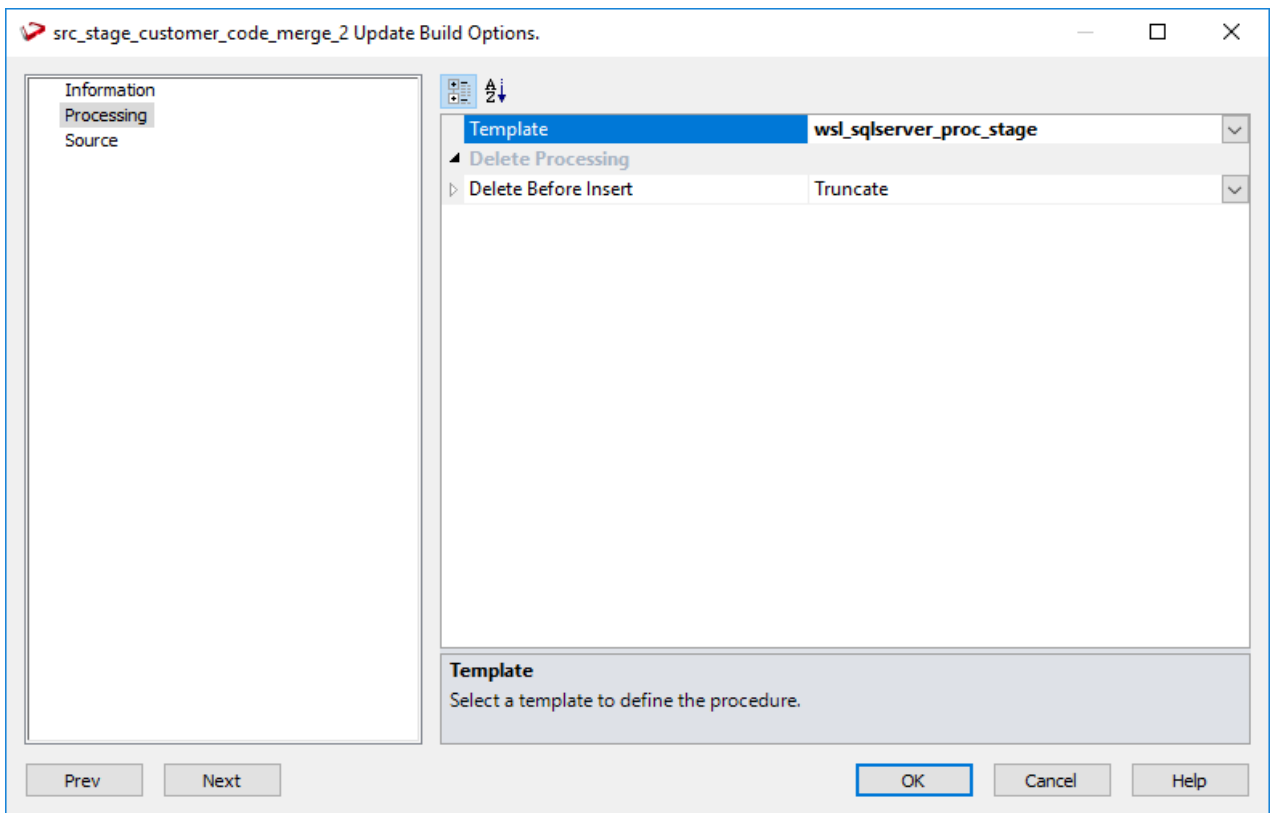 src_stage_customer_code_merge_2 Update Build Options.
Information
Processing
Source
Template wsl_sqlserver_proc_stage
Delete Processing
Delete Before Insert Truncate
Template
Select a template to define the procedure.
Prev Next OK Cancel Help